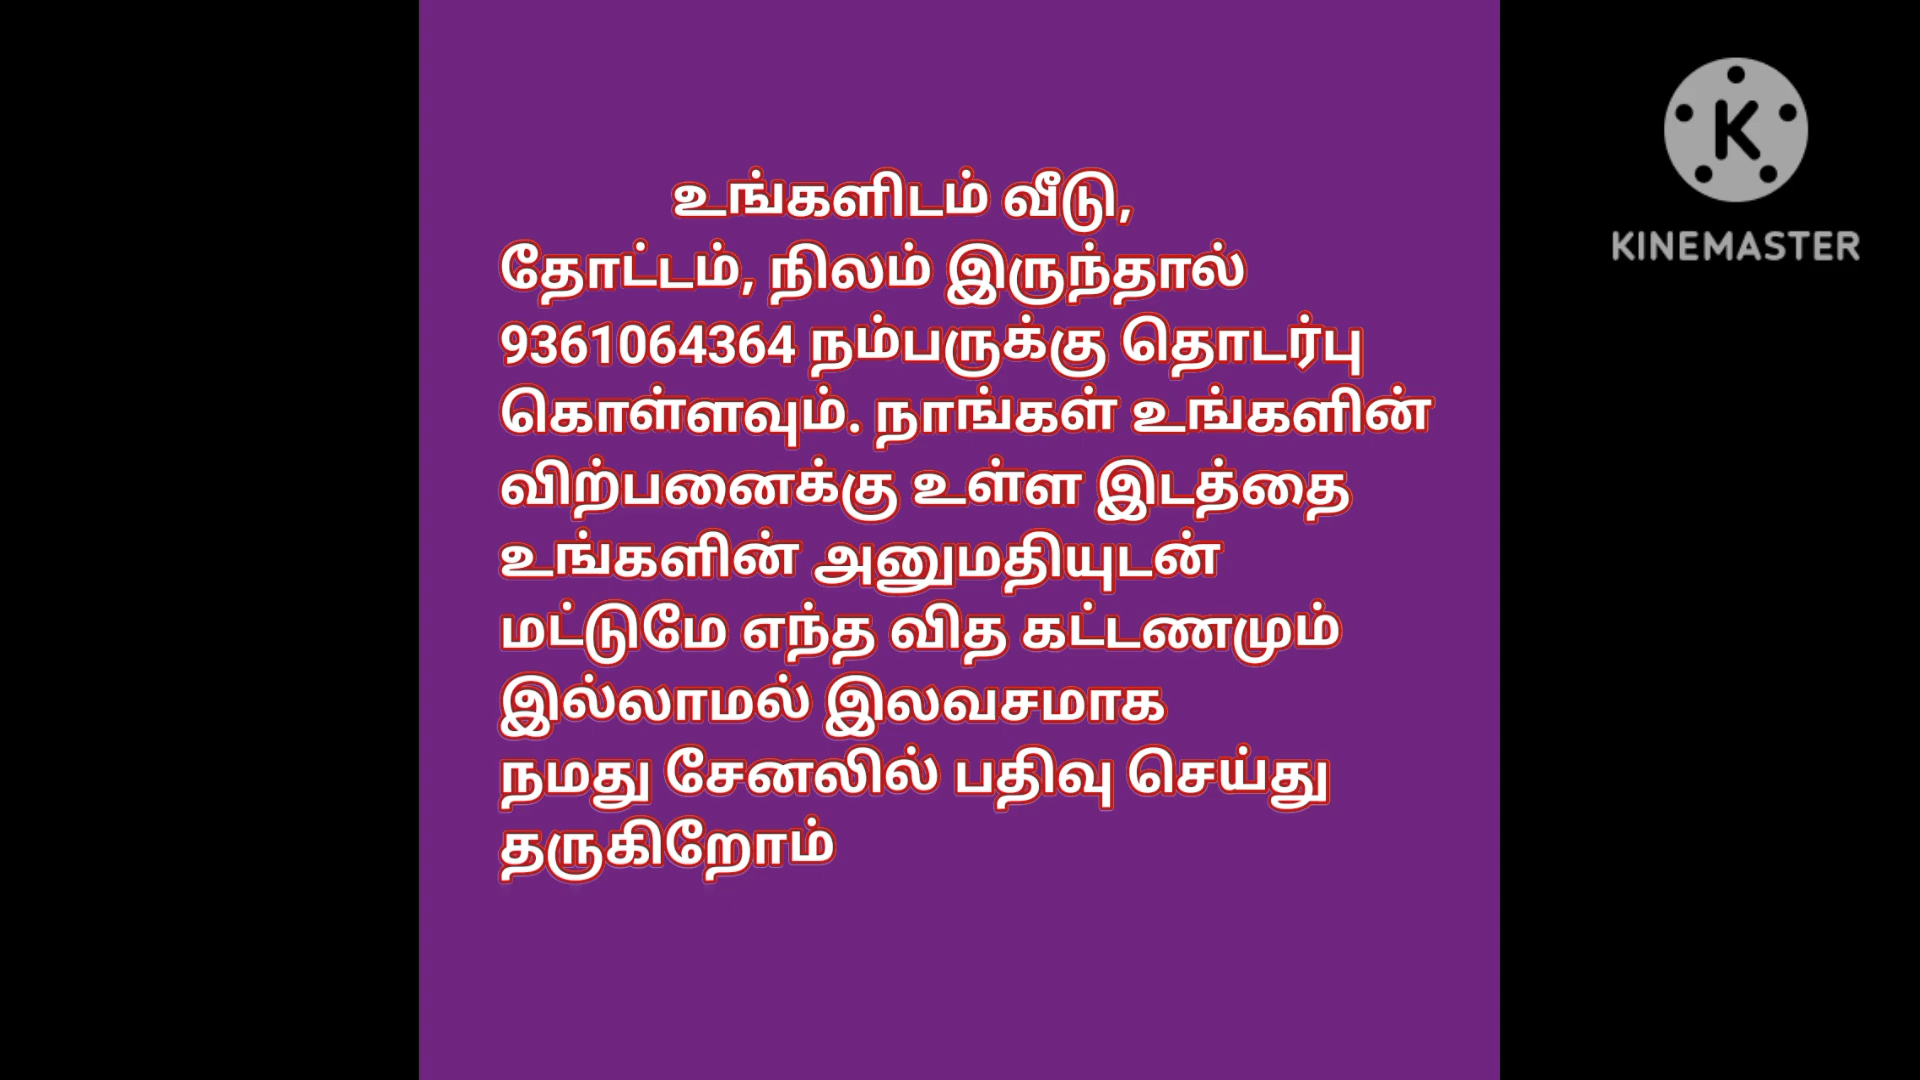 உங்களிடம் வீடு,
தோட்டம், நிலம் இருந்தால்
9361064364 நம்பருக்கு தொடர்பு
கொள்ளவும். நாங்கள் உங்களின்
விற்பனைக்கு உள்ள இடத்தை
உங்களின் அனுமதியுடன்
மட்டுமே எந்த வித கட்டணமும்
இல்லாமல் இலவசமாக
நமது சேனலில் பதிவு செய்து
தருகிறோம்
K
KINEMASTER